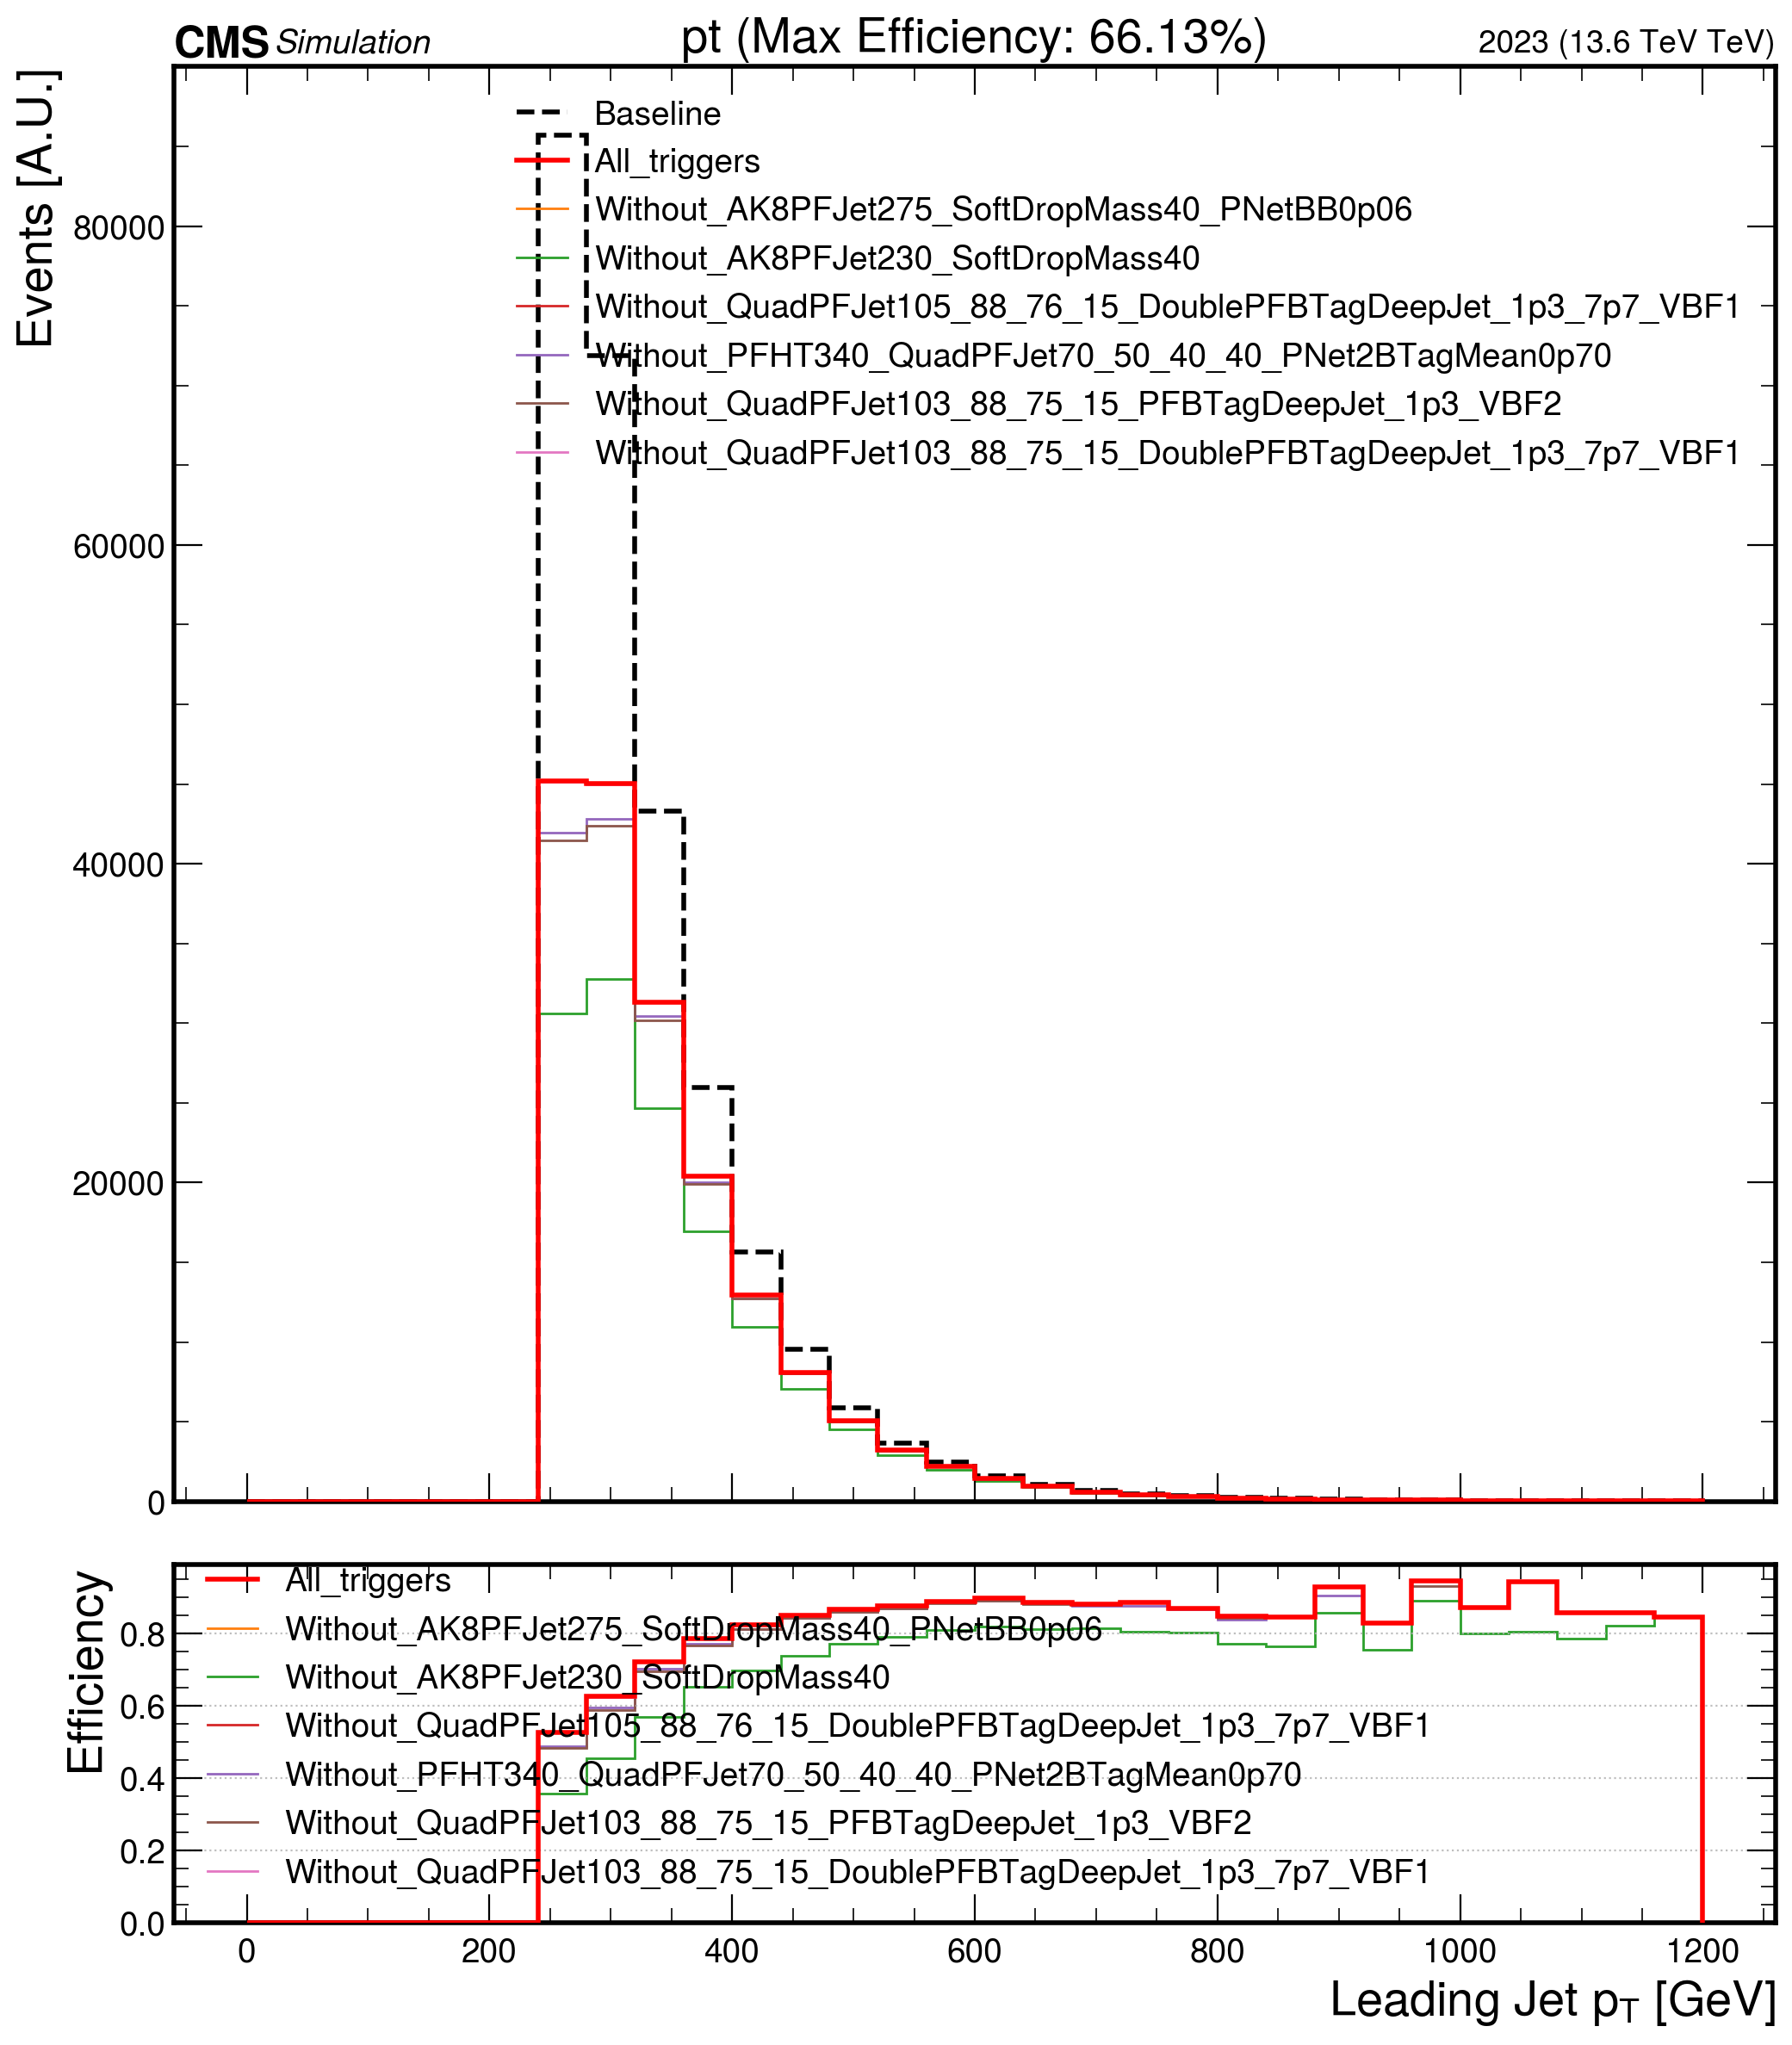 CMS Simulation pt (Max Efficiency: 66.13%) 2023 (13.6 TeV TeV)
Events [A.U.]
Baseline
All_triggers
Without_AK8PFJet275_SoftDropMass40_PNetBB0p06
Without_AK8PFJet230_SoftDropMass40
Without_QuadPFJet105_88_76_15_DoublePFBTagDeepJet_1p3_7p7_VBF1
Without_PFHT340_QuadPFJet70_50_40_40_PNet2BTagMean0p70
Without_QuadPFJet103_88_75_15_PFBTagDeepJet_1p3_VBF2
Without_QuadPFJet103_88_75_15_DoublePFBTagDeepJet_1p3_7p7_VBF1
80000
60000
40000
20000
0
Efficiency
All_triggers
Without_AK8PFJet275_SoftDropMass40_PNetBB0p06
Without_AK8PFJet230_SoftDropMass40
Without_QuadPFJet105_88_76_15_DoublePFBTagDeepJet_1p3_7p7_VBF1
Without_PFHT340_QuadPFJet70_50_40_40_PNet2BTagMean0p70
Without_QuadPFJet103_88_75_15_PFBTagDeepJet_1p3_VBF2
Without_QuadPFJet103_88_75_15_DoublePFBTagDeepJet_1p3_7p7_VBF1
0.8
0.6
0.4
0.2
0.0
0 200 400 600 800 1000 1200
Leading Jet pT [GeV]